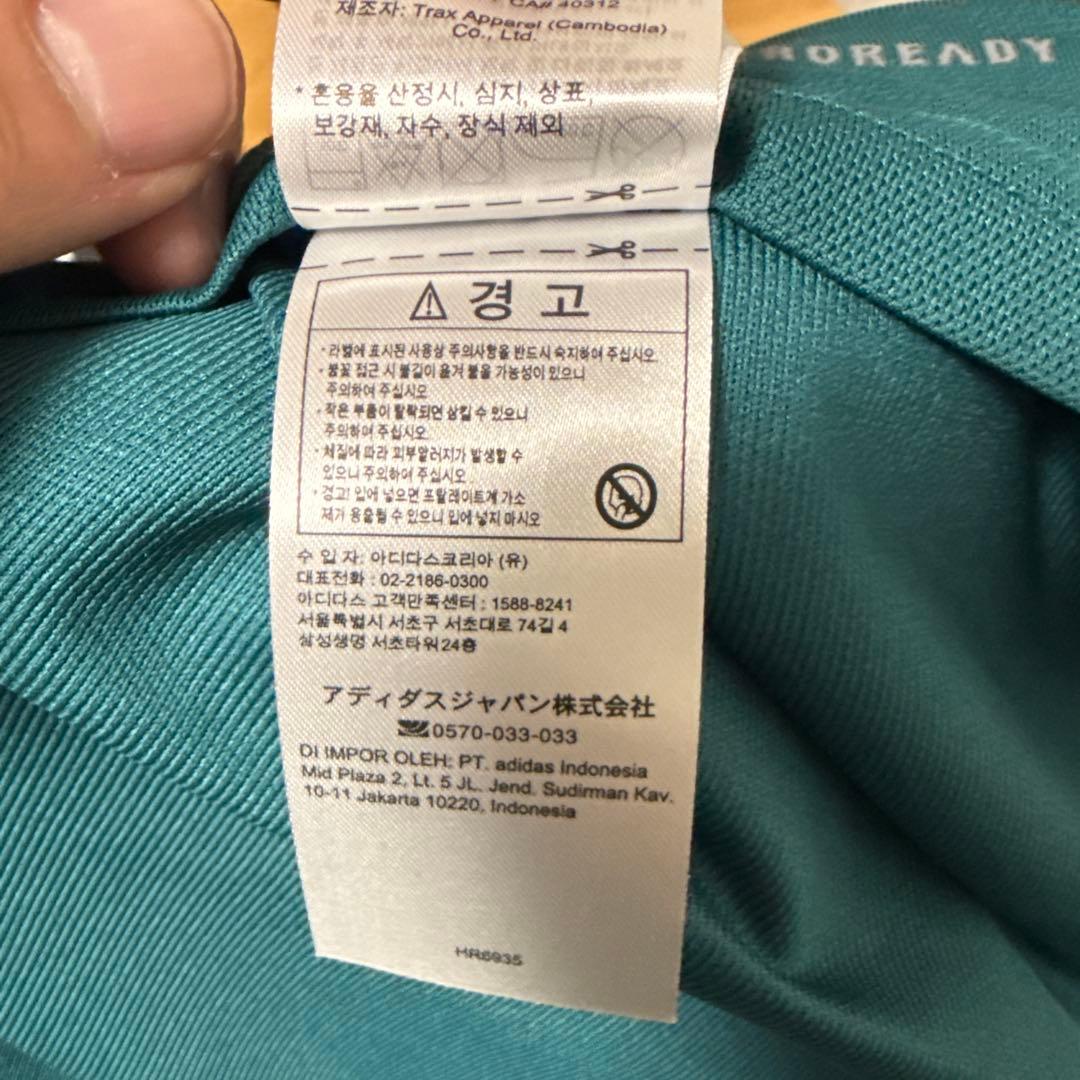 CA# 40312
제조자: Trax Apparel (Cambodia)
Co., Ltd.
* 혼용율 산정시, 심지, 상표,
보강재, 자수, 장식 제외
ROREADY
경 고
• 라벨에 표시된 사용상 주의사항을 반드시 숙지하여 주십시오
• 불꽃 접근 시 불길이 옮겨 붙을 가능성이 있으니
주의하여 주십시오
• 작은 부품이 탈락되면 삼킬 수 있으니
주의하여 주십시오
• 체질에 따라 피부알러지가 발생할 수
있으니 주의하여 주십시오
• 경고! 입에 넣으면 프탈레이트계 가소
제가 용출될 수 있으니 입에 넣지 마시오
수 입 자: 아디다스코리아 (유)
대표전화 : 02-2186-0300
아디다스 고객만족센터 : 1588-8241
서울특별시 서초구 서초대로 74길 4
삼성생명 서초타워 24층
アディダスジャパン株式会社
0570-033-033
DI IMPOR OLEH: PT. adidas Indonesia
Mid Plaza 2, Lt. 5 JL. Jend. Sudirman Kav.
10-11 Jakarta 10220, Indonesia
HR6935